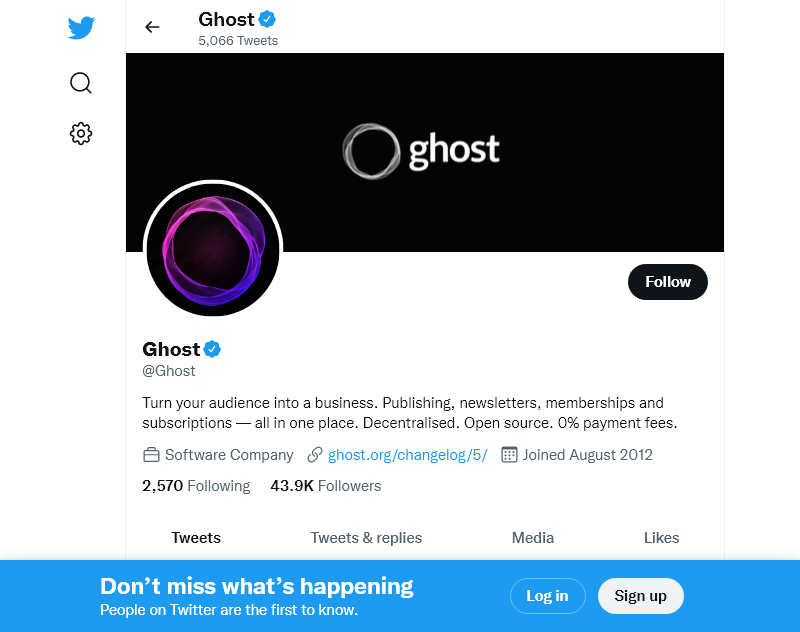 Ghost
5,066 Tweets
ghost
Follow
Ghost
@Ghost
Turn your audience into a business. Publishing, newsletters, memberships and
subscriptions — all in one place. Decentralised. Open source. 0% payment fees.
Software Company ghost.org/changelog/5/ Joined August 2012
2,570 Following 43.9K Followers
Tweets Tweets & replies Media Likes
Don’t miss what’s happening
People on Twitter are the first to know.
Log in Sign up